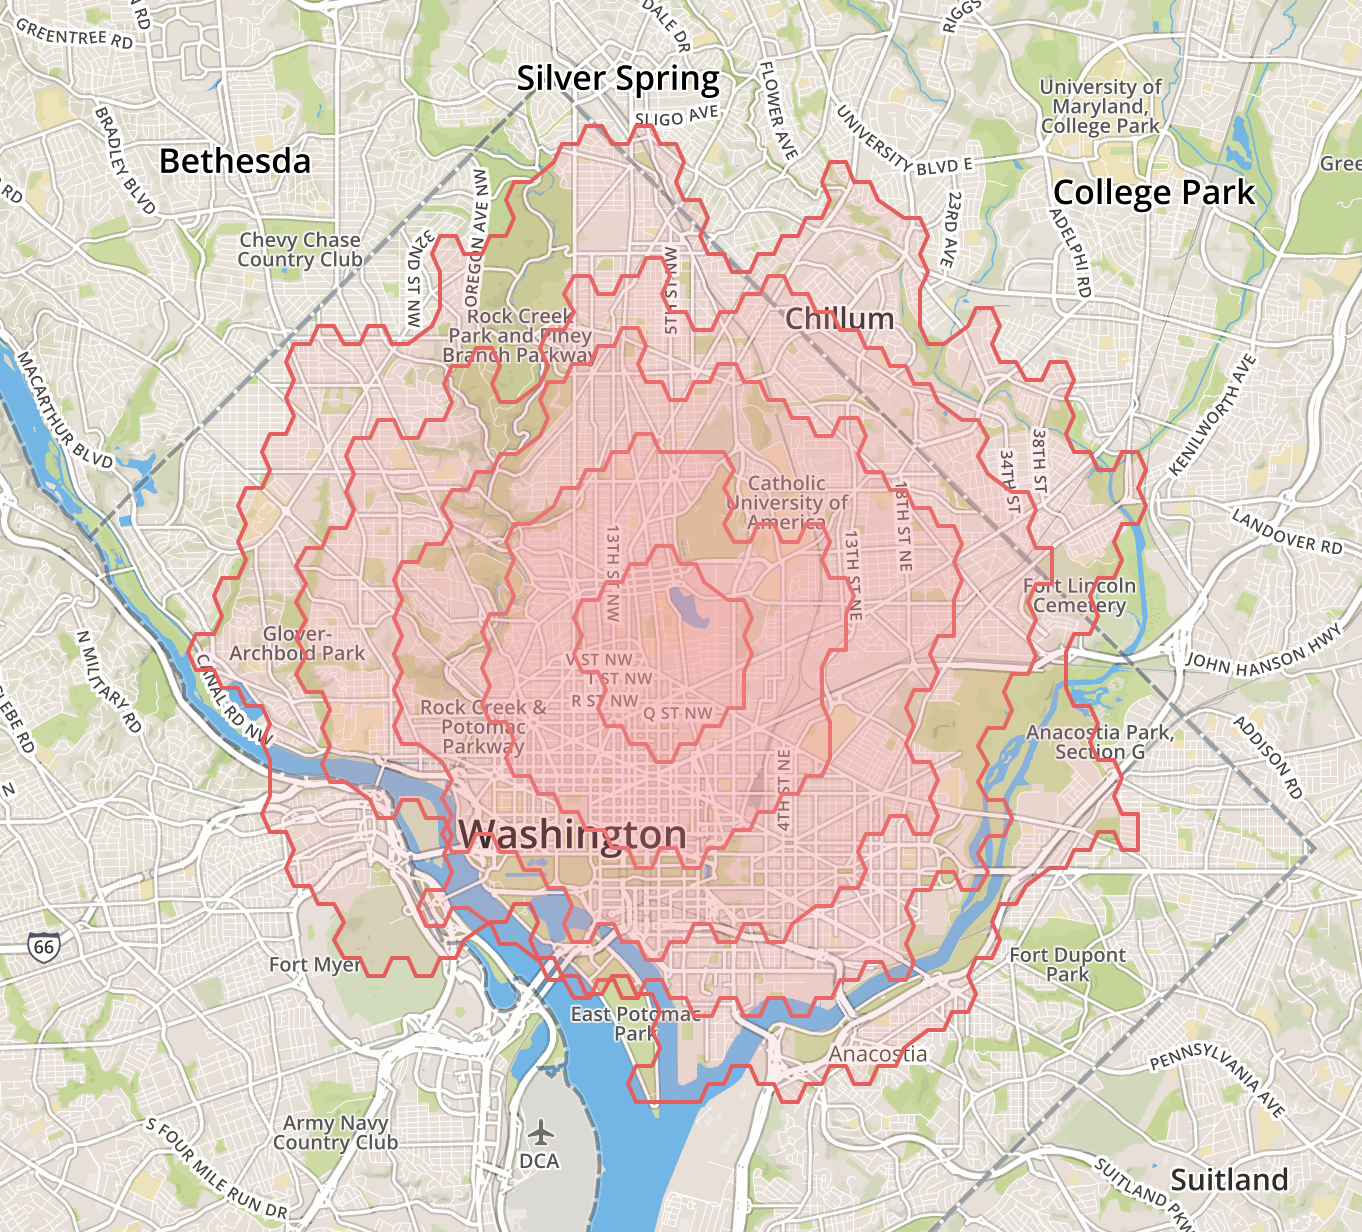 GREENTREE RD
N RD
DALE DR
RIGGS
Silver Spring
SLIGO AVE
FLOWER AVE
UNIVERSITY BLVD E
University of
Maryland,
College Park
BRADLEY BLVD
Bethesda
RD
Gree
College Park
23RD AVE
ADELPHI RD
Chevy Chase
Country Club
32ND ST NW
OREGON AVE NW
5TH ST NW
Rock Creek
Park and Piney
Branch Parkway
Chillum
MACARTHUR BLVD
KENILWORTH AVE
38TH ST
34TH ST
Catholic
University of
America
18TH ST NE
13TH ST NE
13TH ST NW
LANDOVER RD
Fort Lincoln
Cemetery
JOHN HANSON HWY
Glover-
Archbold Park
N MILITARY RD
GLEBE RD
CANAL RD NW
V ST NW
T ST NW
R ST NW
Q ST NW
Rock Creek &
Potomac
Parkway
Anacostia Park,
Section G
ADDISON RD
4TH ST NE
N
Washington
66
Fort Myer
Fort Dupont
Park
East Potomac
Park
Anacostia
PENNSYLVANIA AVE
Army Navy
Country Club
S FOUR MILE RUN DR
DCA
SUITLAND PKW
Suitland